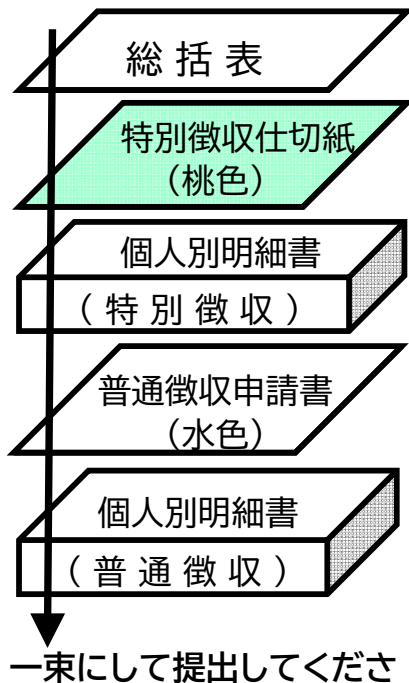 総括表
特別徴収仕切紙
（桃色）
個人別明細書
（特別徴収）
普通徴収申請書
（水色）
個人別明細書
（普通徴収）
一束にして提出してくださ